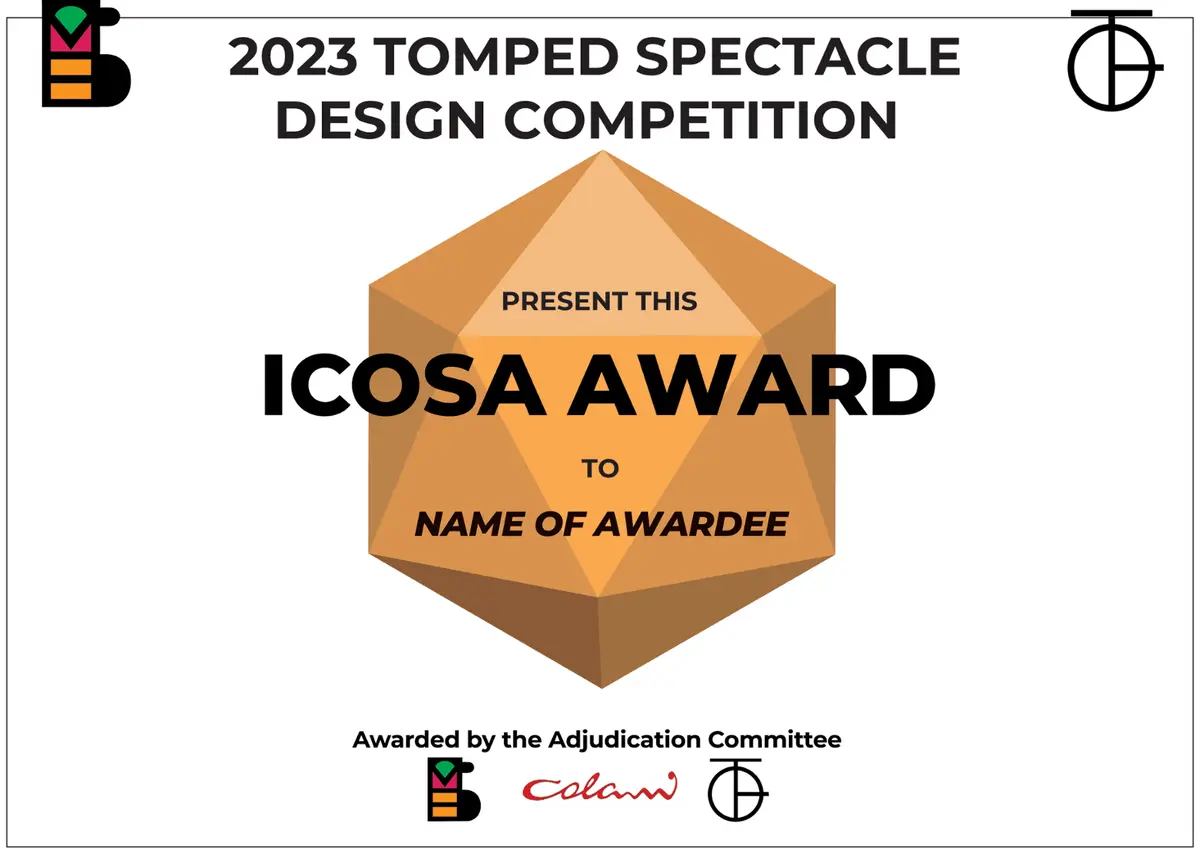 2023 TOMPED SPECTACLE
DESIGN COMPETITION
PRESENT THIS
ICOSA AWARD
TO
NAME OF AWARDEE
Awarded by the Adjudication Committee
Colani